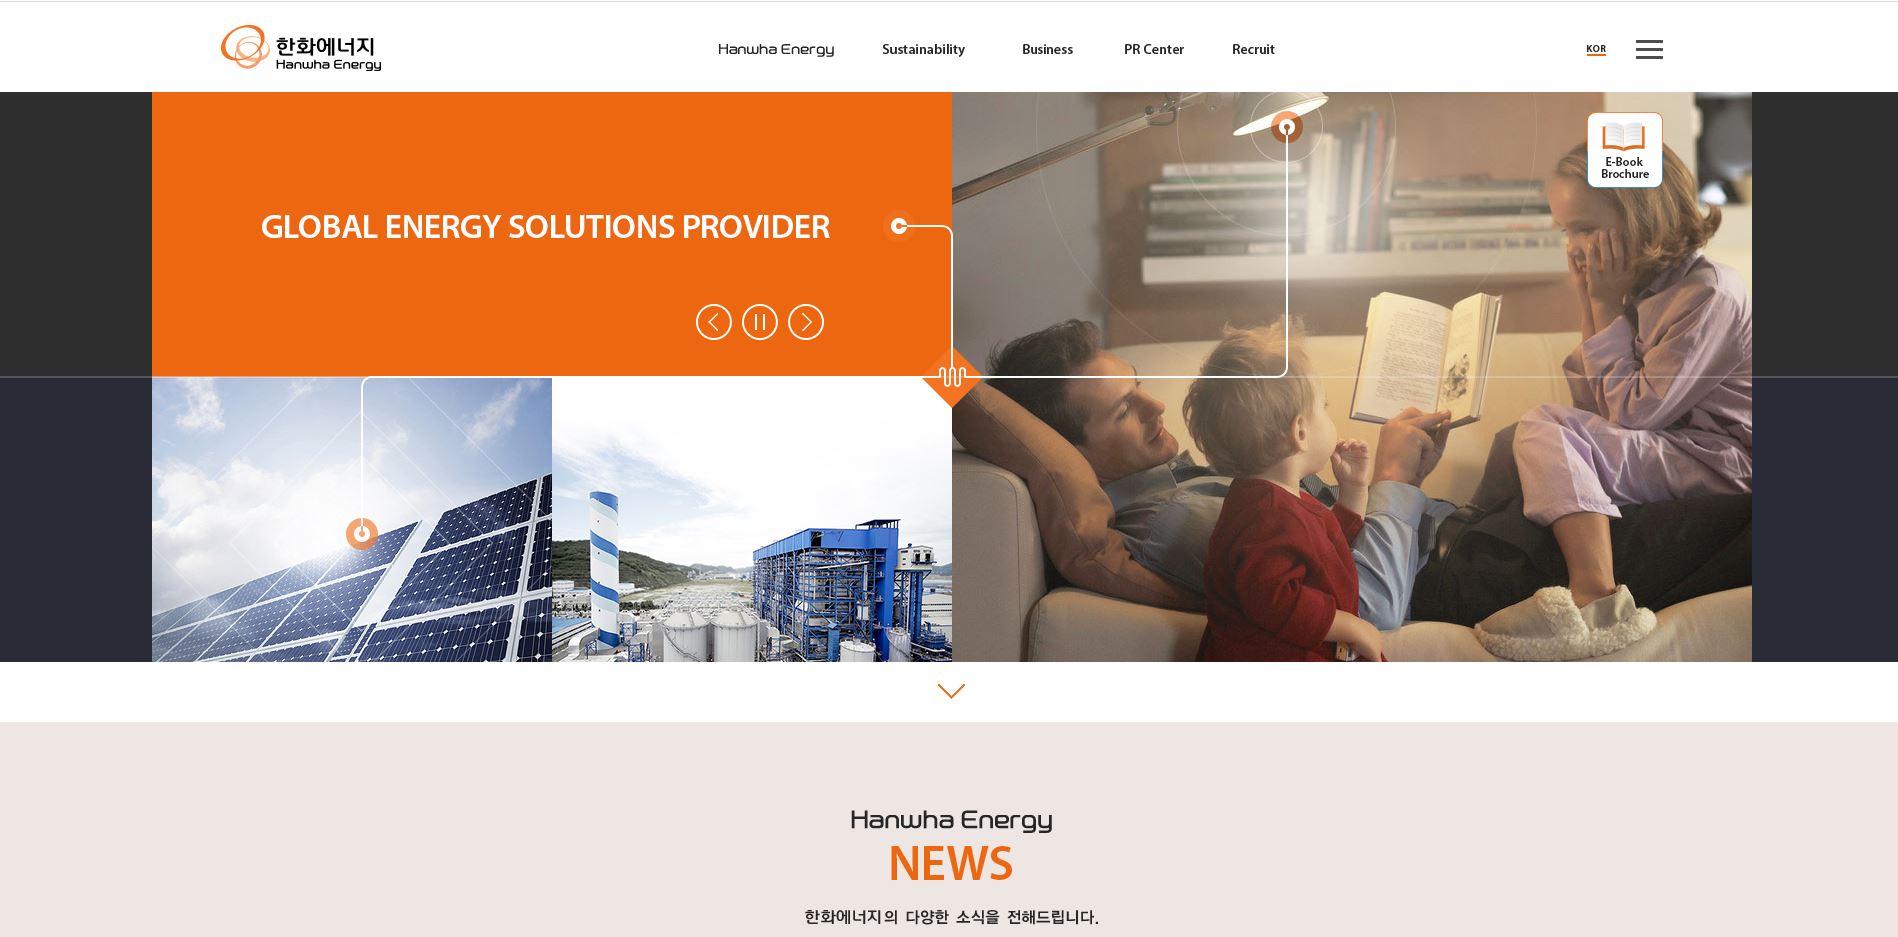 한화에너지
Hanwha Energy
Hanwha Energy
Sustainability
Business
PR Center
Recruit
KOR
E-Book
Brochure
GLOBAL ENERGY SOLUTIONS PROVIDER
Hanwha Energy
NEWS
한화에너지의 다양한 소식을 전해드립니다.